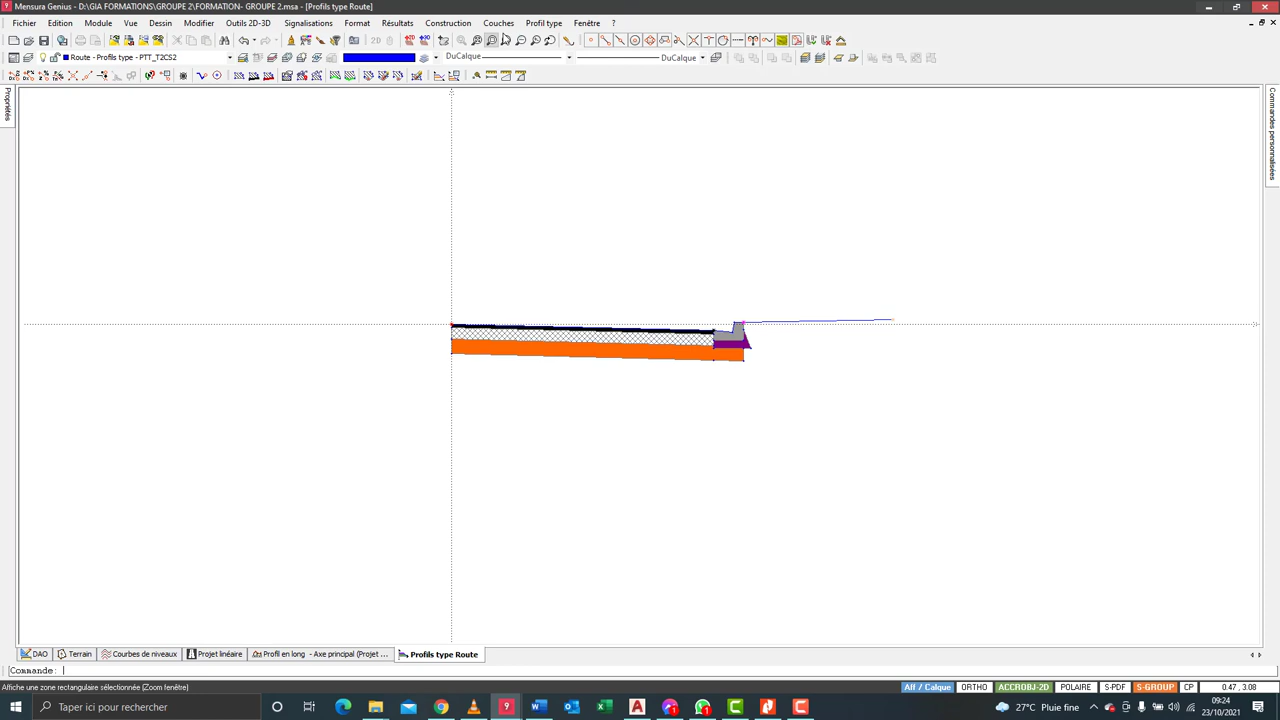 Mensura Genius - D:\GIA FORMATIONS\GROUPE 2\FORMATION- GROUPE 2.msa - [Profils type Route]
Fichier Edition Module Vue Dessin Modifier Outils 2D-3D Signalisations Format Résultats Construction Couches Profil type Fenêtre ?
Route - Profils type - PTT_T2CS2 DuCalque DuCalque
Propriétés
Commandes personnalisées
DAO Terrain Courbes de niveaux Projet linéaire Profil en long - Axe principal (Projet ... Profils type Route
Commande:
Affiche une zone rectangulaire sélectionnée (Zoom fenêtre) Aff / Calque ORTHO ACCROBJ-2D POLAIRE S-PDF S-GROUP CP 0.47, 3.08
Taper ici pour rechercher 27°C Pluie fine 09:24
23/10/2021